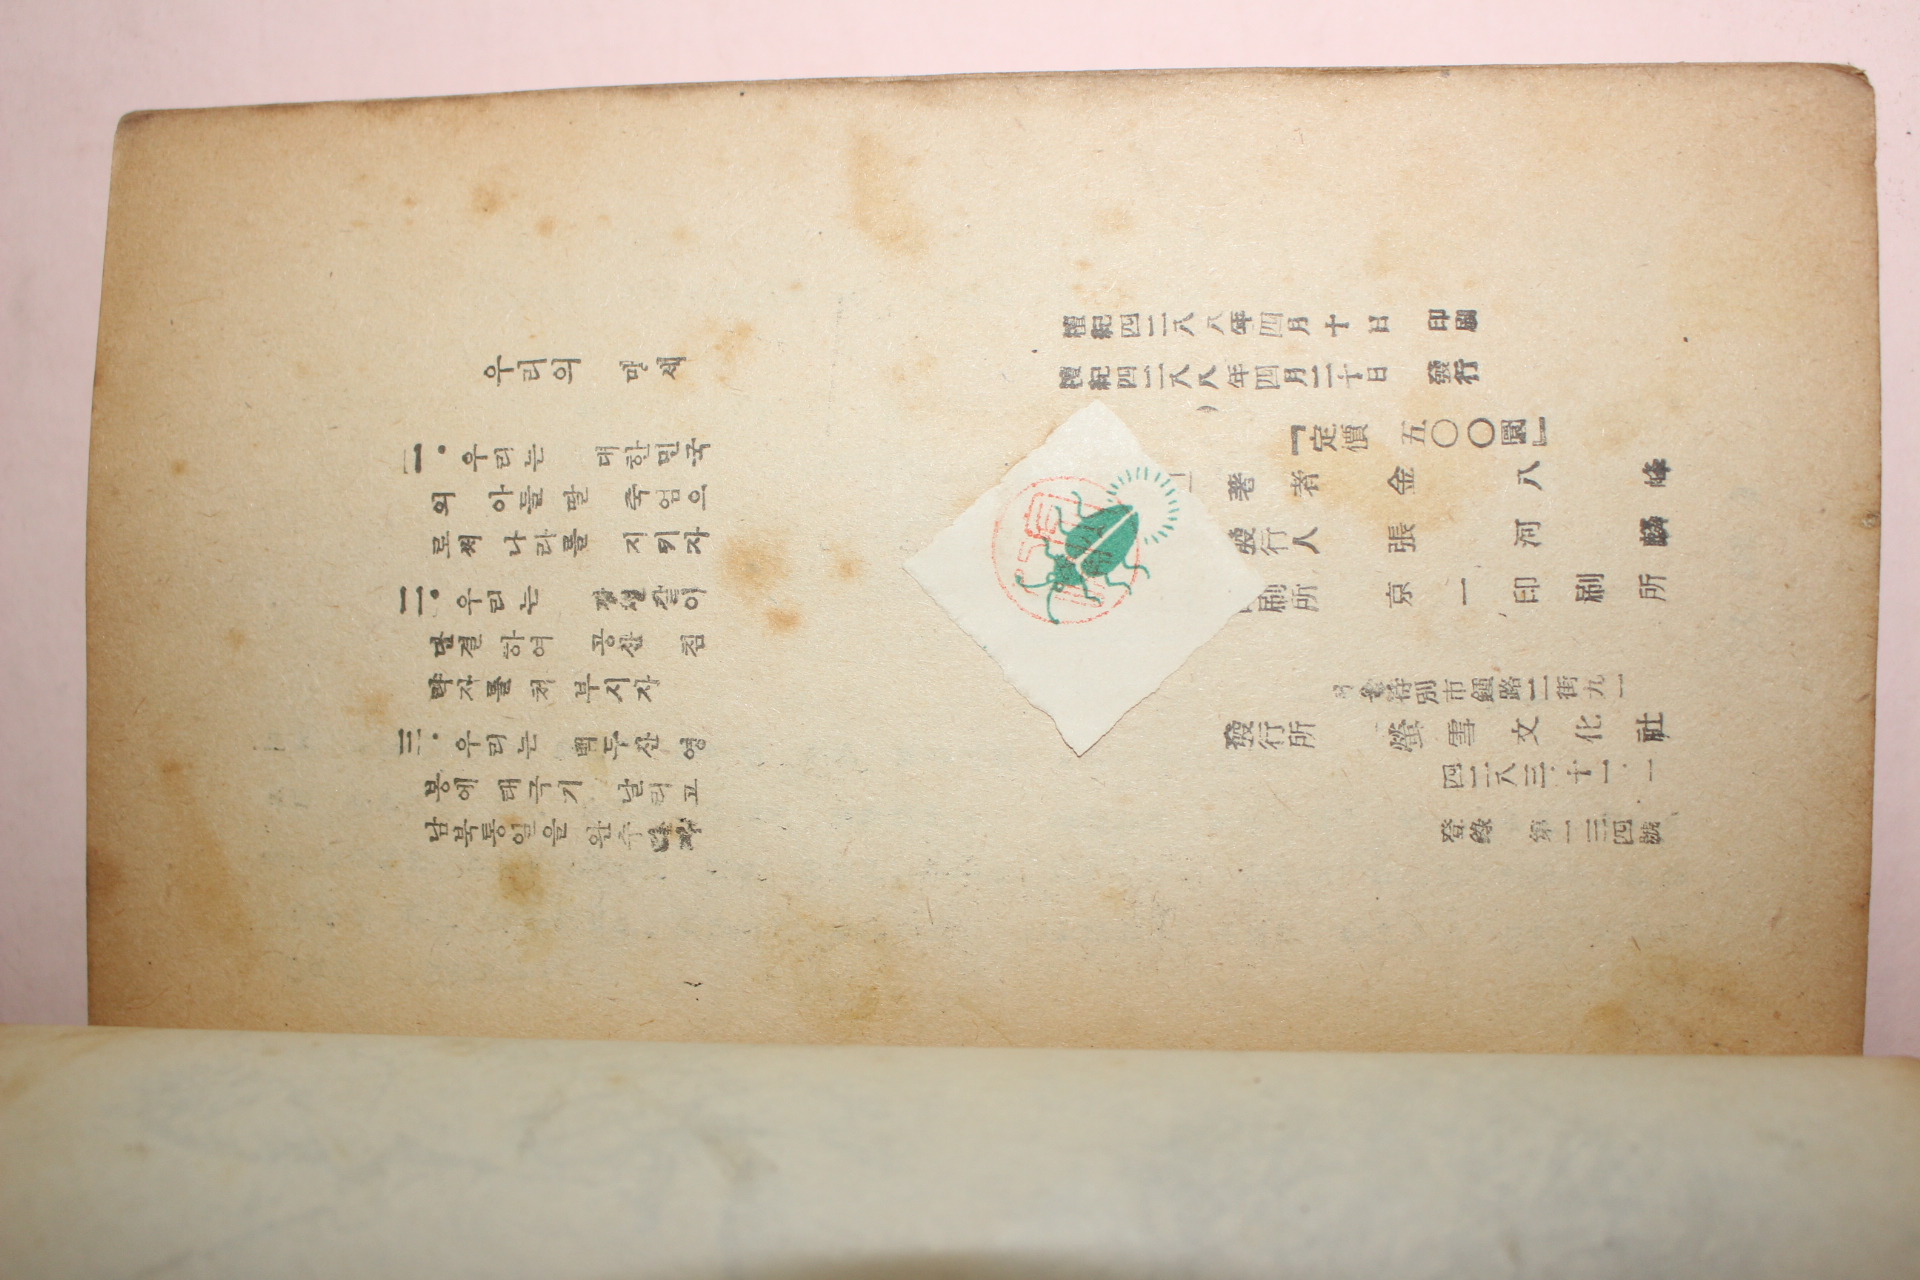 우리의 맹세
一. 우리는 대한민국
의 아들딸 죽엄으
로써 나라를 지키자
二. 우리는 강철같이
단결하여 공산 침
략자를 쳐부시자
三. 우리는 백두산 영
봉에 태극기 날리고
남북통일을 완수하자
檀紀四二八八年四月十日 印刷
檀紀四二八八年四月二十日 發行
「定價 五〇〇圜」
著者 金八峰
發行人 張河麟
刷所 京一印刷所
特別市鍾路二街九一
發行所 螢雪文化社
四二八三·十二·一
登錄 第一三四號